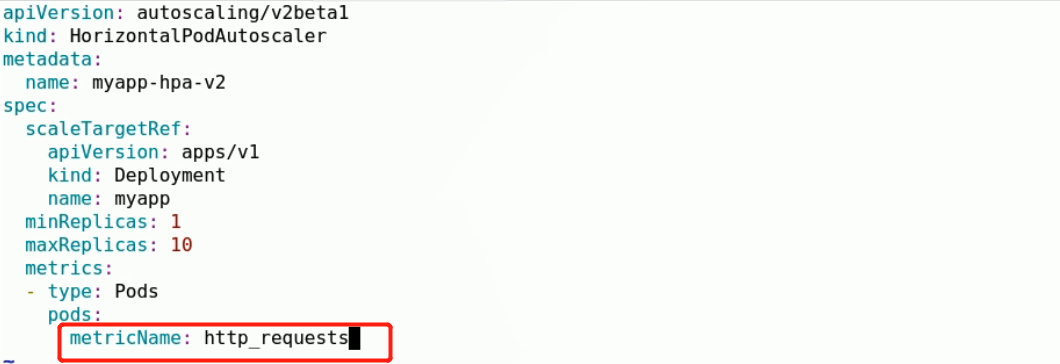 apiVersion: autoscaling/v2beta1
kind: HorizontalPodAutoscaler
metadata:
  name: myapp-hpa-v2
spec:
  scaleTargetRef:
    apiVersion: apps/v1
    kind: Deployment
    name: myapp
  minReplicas: 1
  maxReplicas: 10
  metrics:
  - type: Pods
    pods:
      metricName: http_requests
~